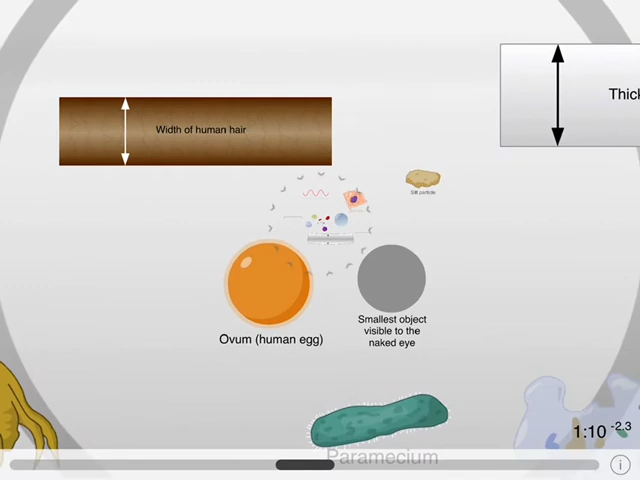 Thick
Width of human hair
Silt particle
Ovum (human egg)
Smallest object
visible to the
naked eye
1:10 -2.3
Paramecium
i